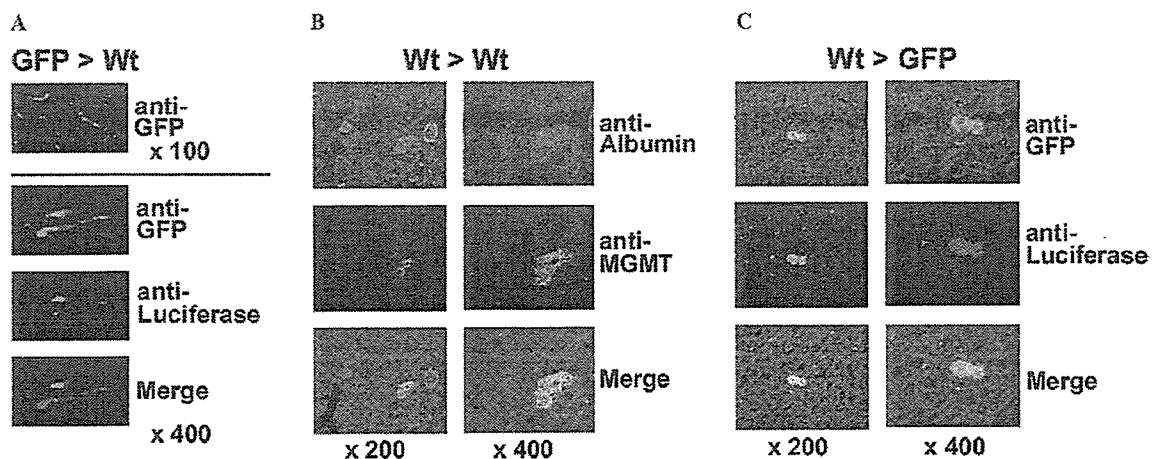 A
GFP > Wt
anti-
GFP
x 100
anti-
GFP
anti-
Luciferase
Merge
x 400
B
Wt > Wt
anti-
Albumin
anti-
MGMT
Merge
x 200
x 400
C
Wt > GFP
anti-
GFP
anti-
Luciferase
Merge
x 200
x 400